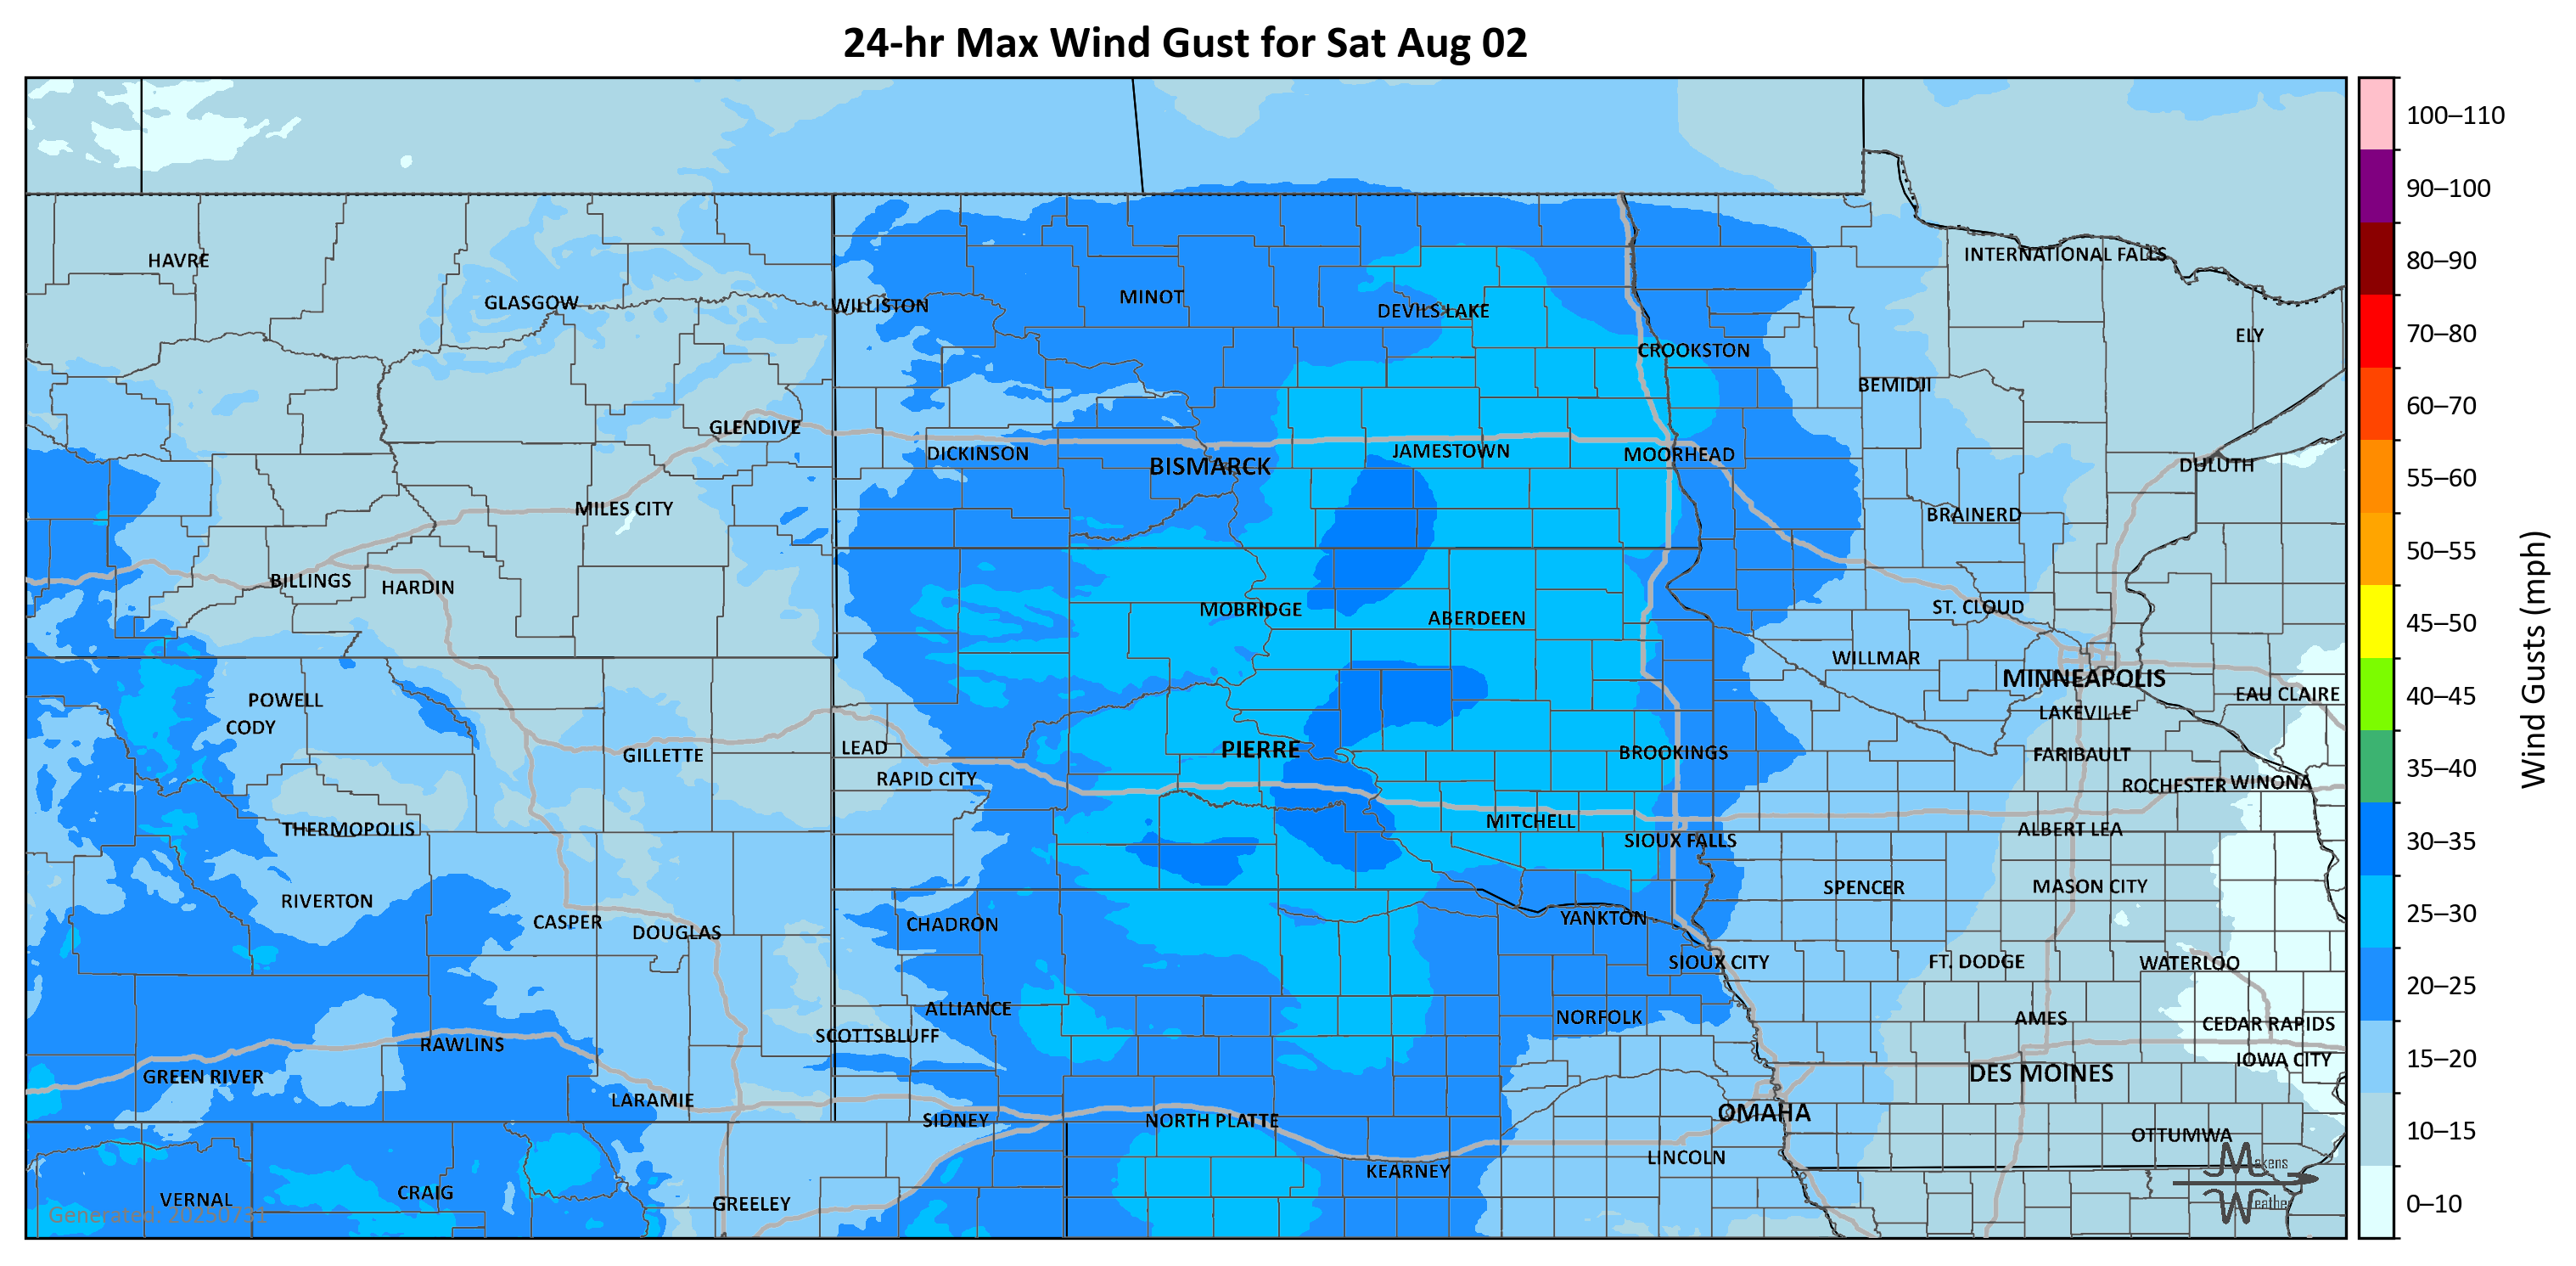 24-hr Max Wind Gust for Sat Aug 02
100–110
90–100
80–90
70–80
60–70
55–60
50–55
45–50
40–45
35–40
30–35
25–30
20–25
15–20
10–15
0–10
Wind Gusts (mph)
HAVRE
GLASGOW
WILLISTON
MINOT
DEVILS LAKE
INTERNATIONAL FALLS
ELY
CROOKSTON
BEMIDJI
GLENDIVE
DICKINSON
BISMARCK
JAMESTOWN
MOORHEAD
DULUTH
MILES CITY
BRAINERD
BILLINGS
HARDIN
MOBRIDGE
ABERDEEN
ST. CLOUD
WILLMAR
MINNEAPOLIS
EAU CLAIRE
POWELL
CODY
LAKEVILLE
GILLETTE
LEAD
PIERRE
BROOKINGS
FARIBAULT
RAPID CITY
ROCHESTER
WINONA
THERMOPOLIS
MITCHELL
SIOUX FALLS
ALBERT LEA
RIVERTON
SPENCER
MASON CITY
CASPER
DOUGLAS
CHADRON
YANKTON
SIOUX CITY
FT. DODGE
WATERLOO
ALLIANCE
NORFOLK
AMES
CEDAR RAPIDS
SCOTTSBLUFF
RAWLINS
IOWA CITY
GREEN RIVER
DES MOINES
LARAMIE
SIDNEY
NORTH PLATTE
OMAHA
OTTUMWA
KEARNEY
LINCOLN
VERNAL
CRAIG
GREELEY
Generated: 20250731
Makens
Weather